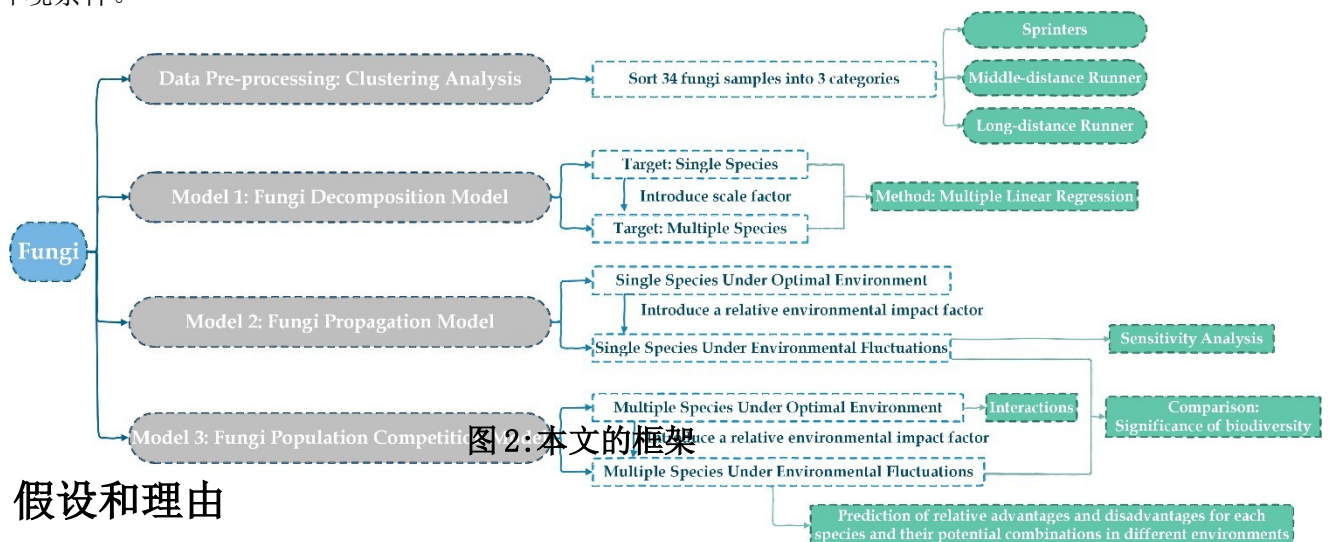 Sprinters
Data Pre-processing: Clustering Analysis
Sort 34 fungi samples into 3 categories
Middle-distance Runner
Long-distance Runner
Target: Single Species
Model 1: Fungi Decomposition Model
Introduce scale factor
Method: Multiple Linear Regression
Target: Multiple Species
Fungi
Single Species Under Optimal Environment
Model 2: Fungi Propagation Model
Introduce a relative environmental impact factor
Single Species Under Environmental Fluctuations
Sensitivity Analysis
Multiple Species Under Optimal Environment
Interactions
Comparison:
Significance of biodiversity
Model 3: Fungi Population Competition Model
Introduce a relative environmental impact factor
图 2:本文的框架
Multiple Species Under Environmental Fluctuations
假设和理由
Prediction of relative advantages and disadvantages for each
species and their potential combinations in different environments